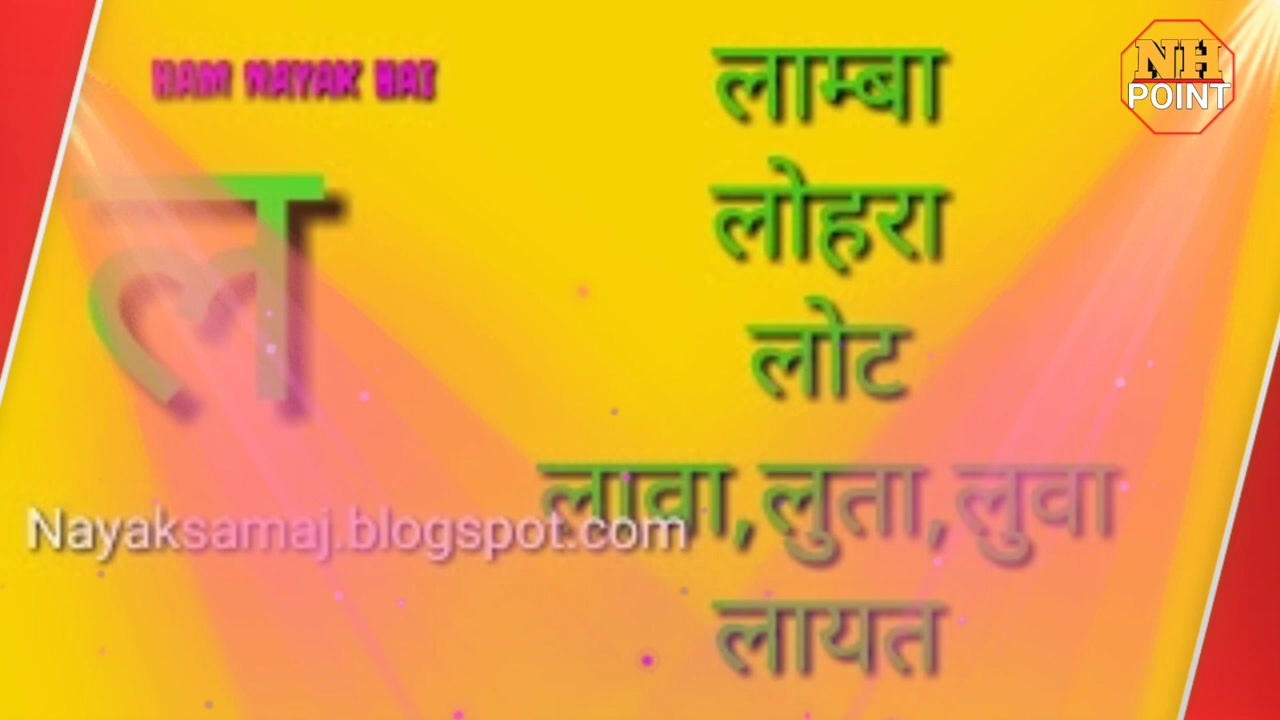 HAM NAYAK HAI
NH
POINT
ल
लाम्बा
लोहरा
लोट
लावा,लुता,लुवा
Nayaksamaj.blogspot.com
लायत